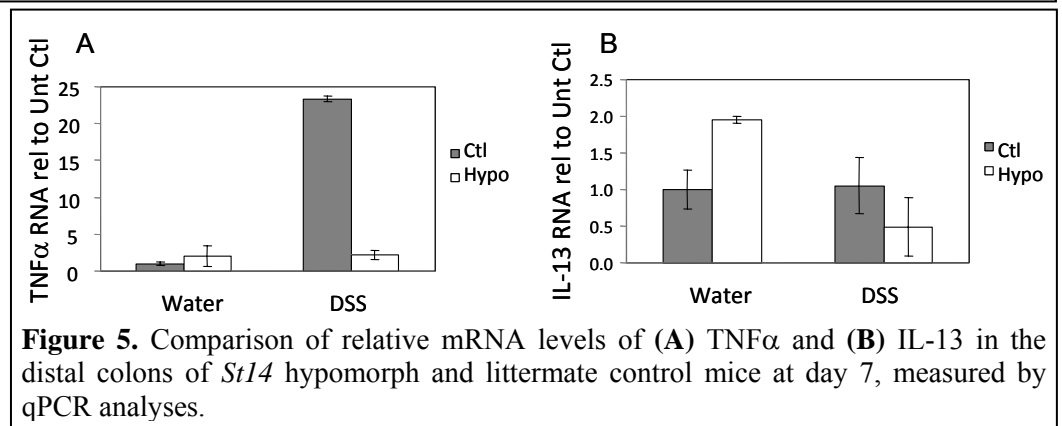 A
TNFα RNA rel to Unt Ctl
25
20
15
10
5
0
Water
DSS
Ctl
Hypo
B
IL-13 RNA rel to Unt Ctl
2.5
2.0
1.5
1.0
0.5
0.0
Water
DSS
Ctl
Hypo
Figure 5. Comparison of relative mRNA levels of (A) TNFα and (B) IL-13 in the
distal colons of St14 hypomorph and littermate control mice at day 7, measured by
qPCR analyses.